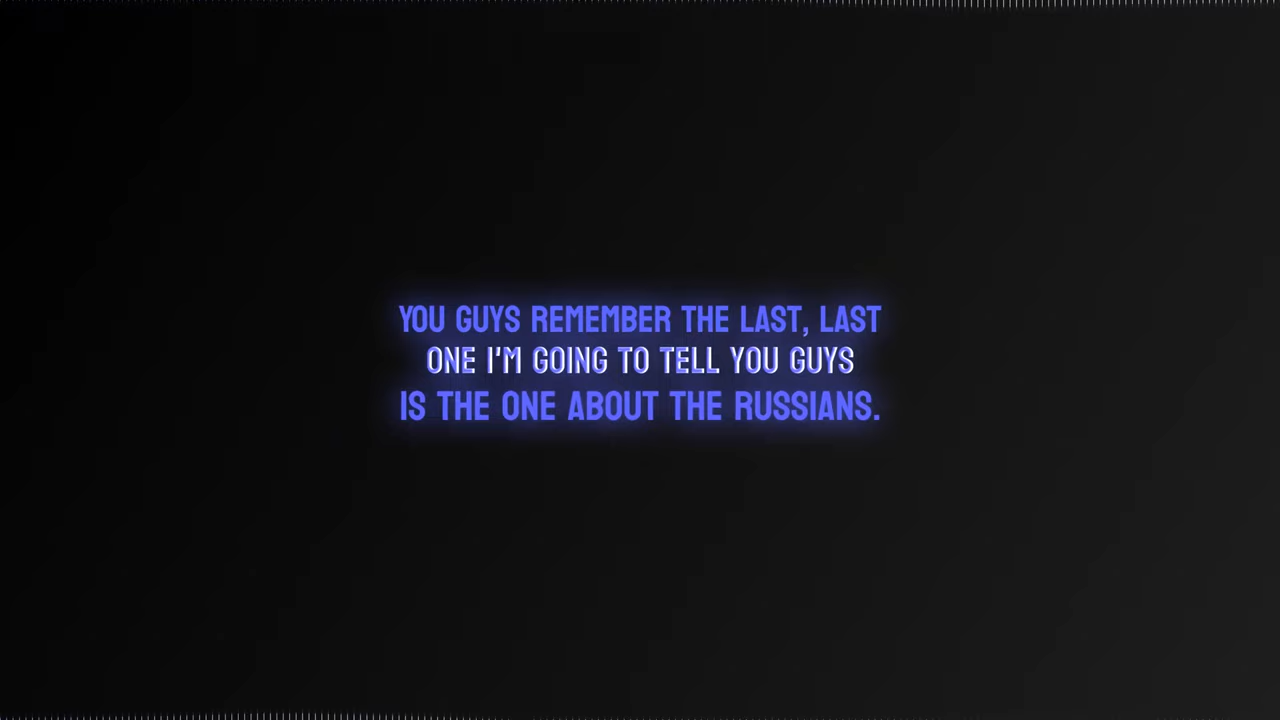 YOU GUYS REMEMBER THE LAST, LAST
ONE I'M GOING TO TELL YOU GUYS
IS THE ONE ABOUT THE RUSSIANS.